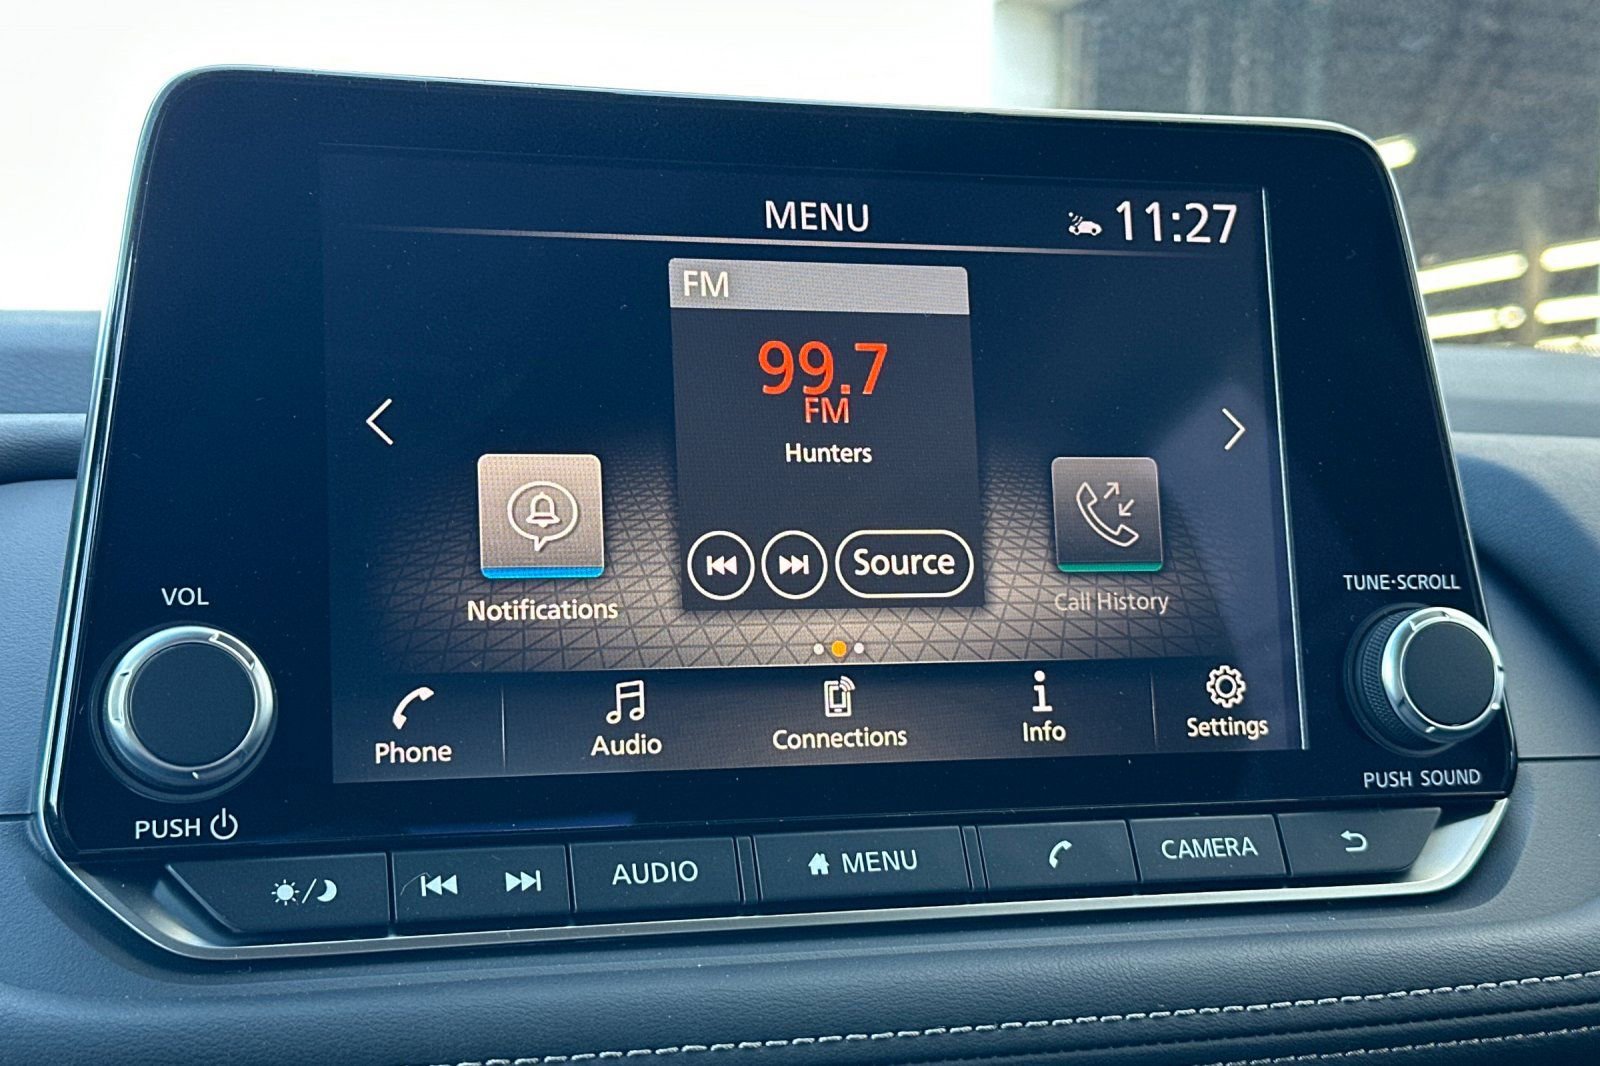 MENU
11:27
FM
99.7
FM
Hunters
Source
Notifications
Call History
Phone
Audio
Connections
Info
Settings
VOL
PUSH
TUNE·SCROLL
PUSH SOUND
AUDIO
MENU
CAMERA